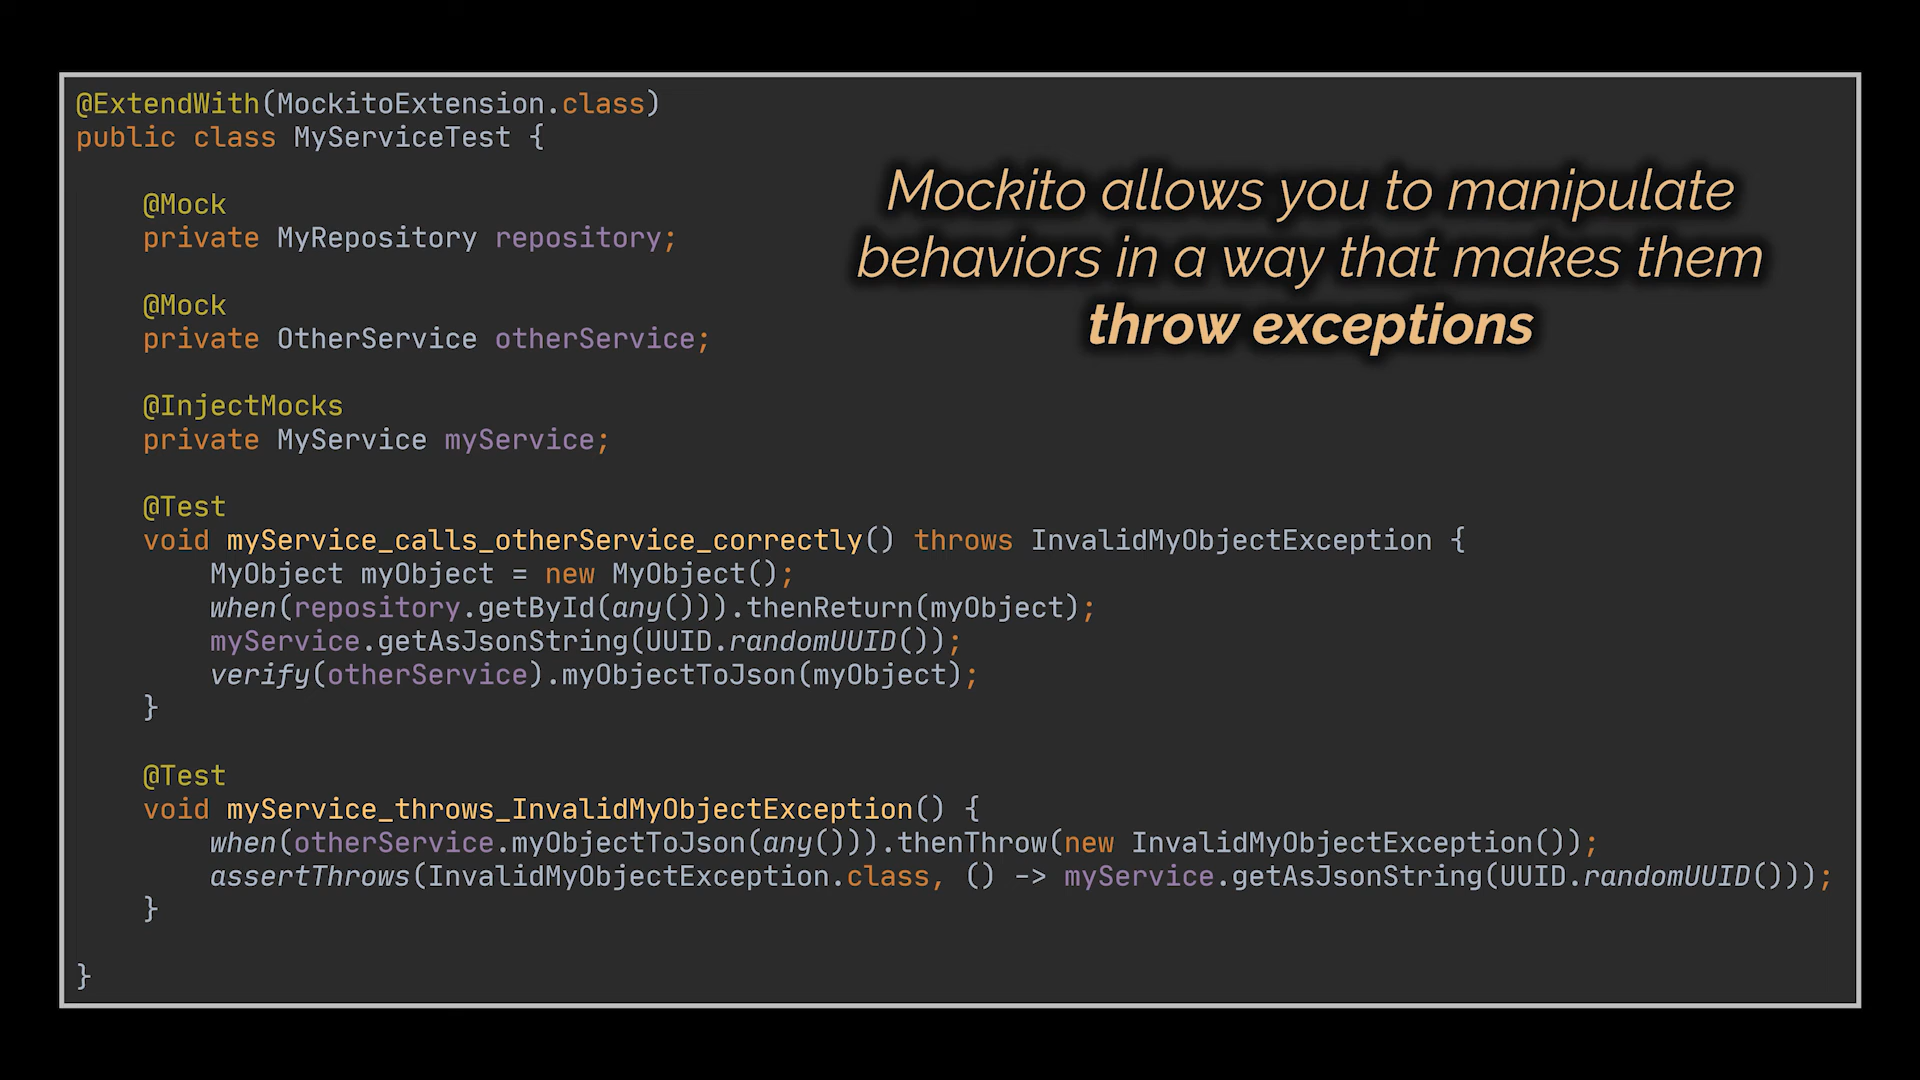 @ExtendWith(MockitoExtension.class)
public class MyServiceTest {
Mockito allows you to manipulate
behaviors in a way that makes them
throw exceptions
@Mock
private MyRepository repository;
@Mock
private OtherService otherService;
@InjectMocks
private MyService myService;
@Test
void myService_calls_otherService_correctly() throws InvalidMyObjectException {
MyObject myObject = new MyObject();
when(repository.getById(any())).thenReturn(myObject);
myService.getAsJsonString(UUID.randomUUID());
verify(otherService).myObjectToJson(myObject);
}
@Test
void myService_throws_InvalidMyObjectException() {
when(otherService.myObjectToJson(any())).thenThrow(new InvalidMyObjectException());
assertThrows(InvalidMyObjectException.class, () -> myService.getAsJsonString(UUID.randomUUID()));
}
}